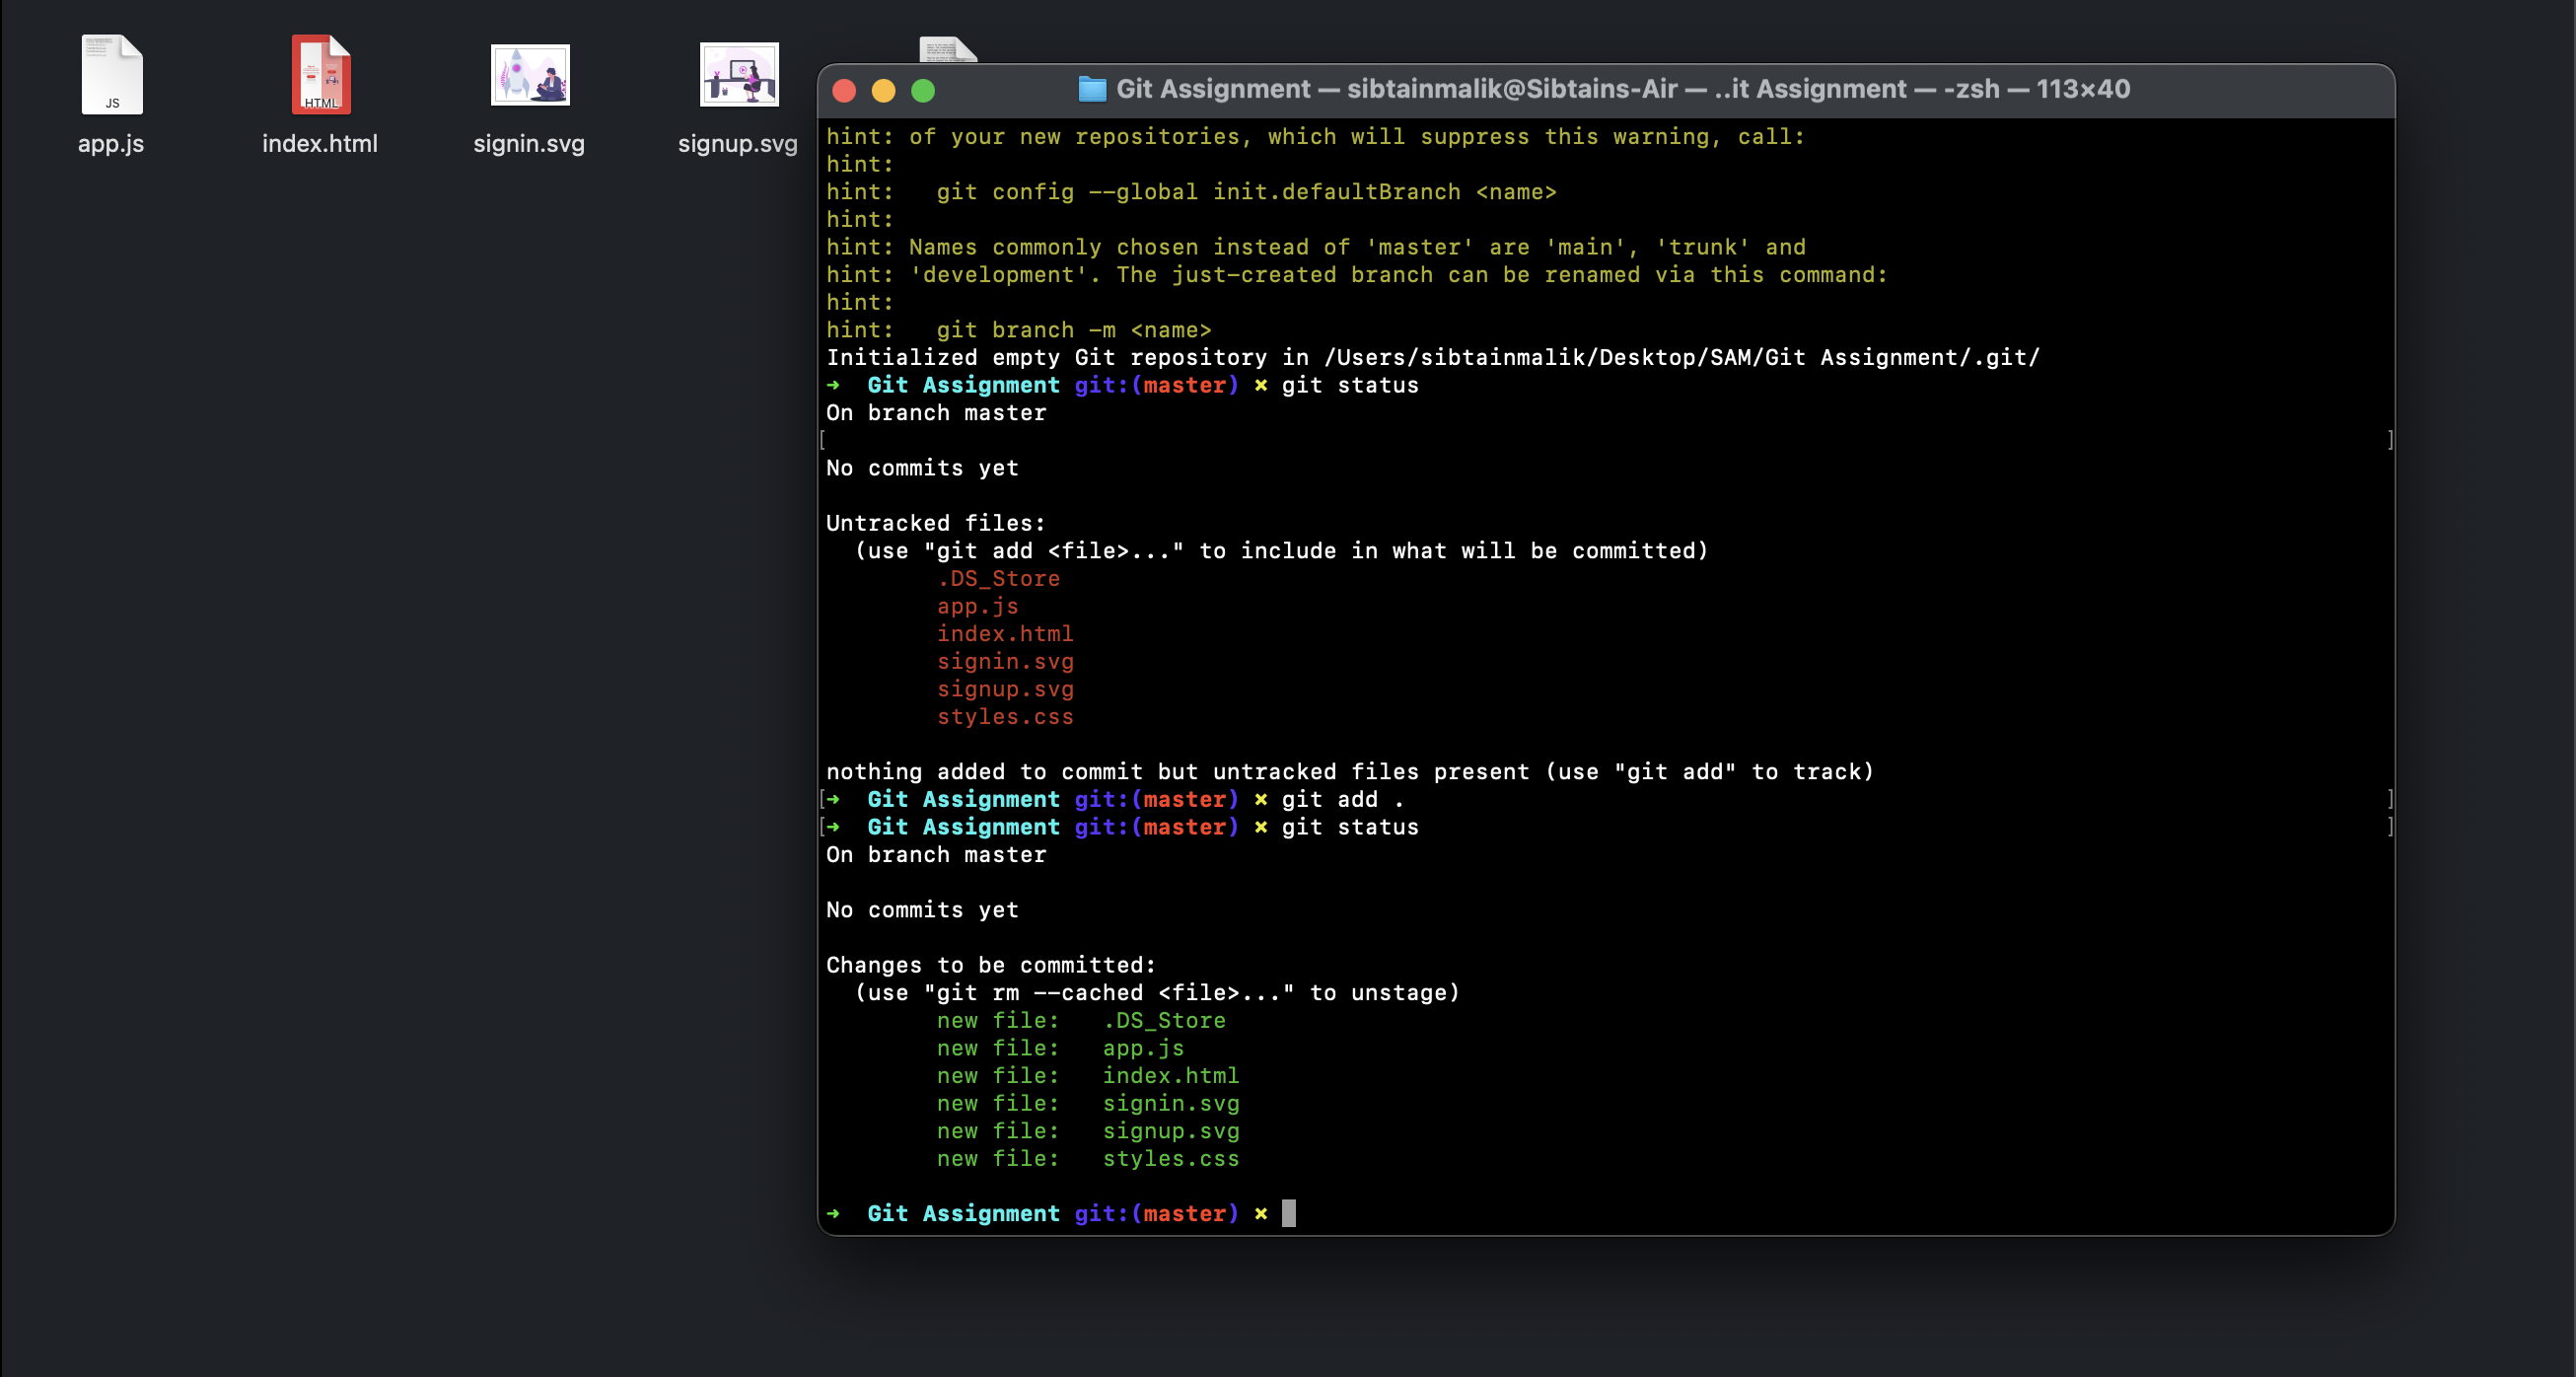 JS
HTML
app.js
index.html
signin.svg
signup.svg
Git Assignment — sibtainmalik@Sibtains-Air — ..it Assignment — -zsh — 113×40
hint: of your new repositories, which will suppress this warning, call:
hint:
hint:   git config --global init.defaultBranch <name>
hint:
hint: Names commonly chosen instead of 'master' are 'main', 'trunk' and
hint: 'development'. The just-created branch can be renamed via this command:
hint:
hint:   git branch -m <name>
Initialized empty Git repository in /Users/sibtainmalik/Desktop/SAM/Git Assignment/.git/
➜  Git Assignment git:(master) ✗ git status
On branch master
[ ]
No commits yet
Untracked files:
  (use "git add <file>..." to include in what will be committed)
        .DS_Store
        app.js
        index.html
        signin.svg
        signup.svg
        styles.css
nothing added to commit but untracked files present (use "git add" to track)
[➜  Git Assignment git:(master) ✗ git add . ]
[➜  Git Assignment git:(master) ✗ git status ]
On branch master
No commits yet
Changes to be committed:
  (use "git rm --cached <file>..." to unstage)
        new file:   .DS_Store
        new file:   app.js
        new file:   index.html
        new file:   signin.svg
        new file:   signup.svg
        new file:   styles.css
➜  Git Assignment git:(master) ✗